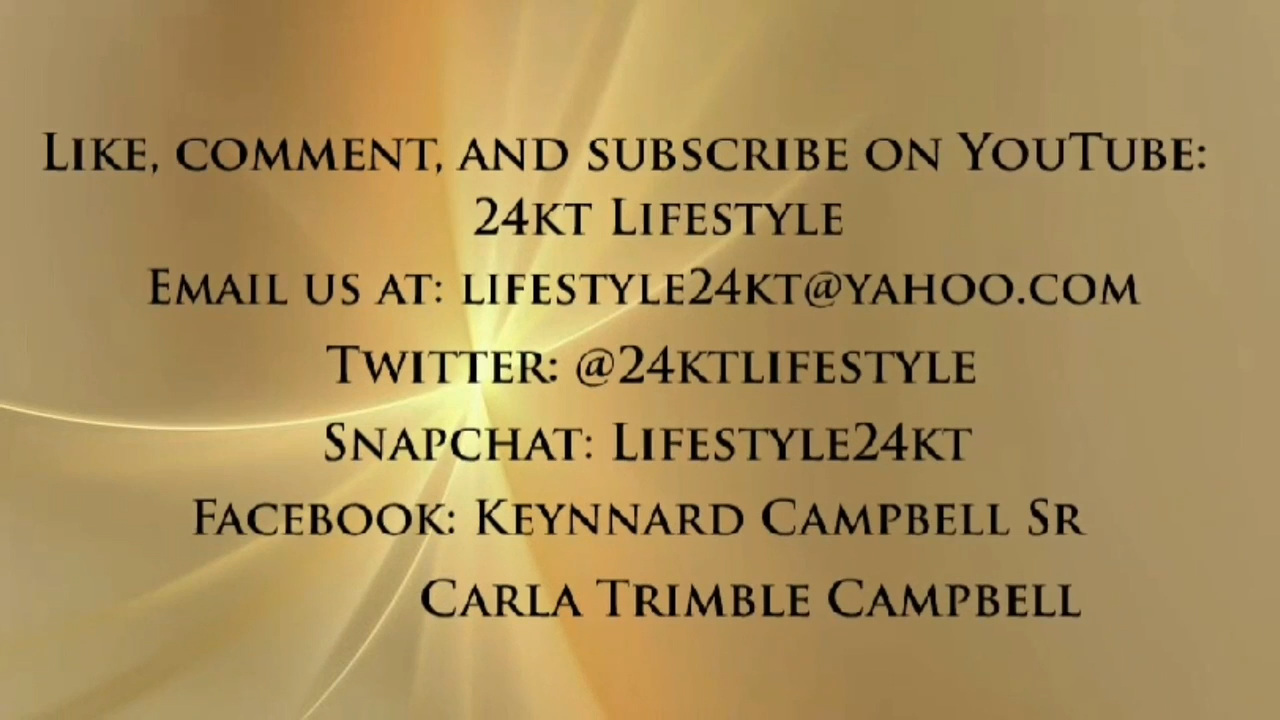 Like, comment, and subscribe on YouTube:
24kt Lifestyle
Email us at: lifestyle24kt@yahoo.com
Twitter: @24ktlifestyle
Snapchat: Lifestyle24kt
Facebook: Keynnard Campbell Sr
Carla Trimble Campbell